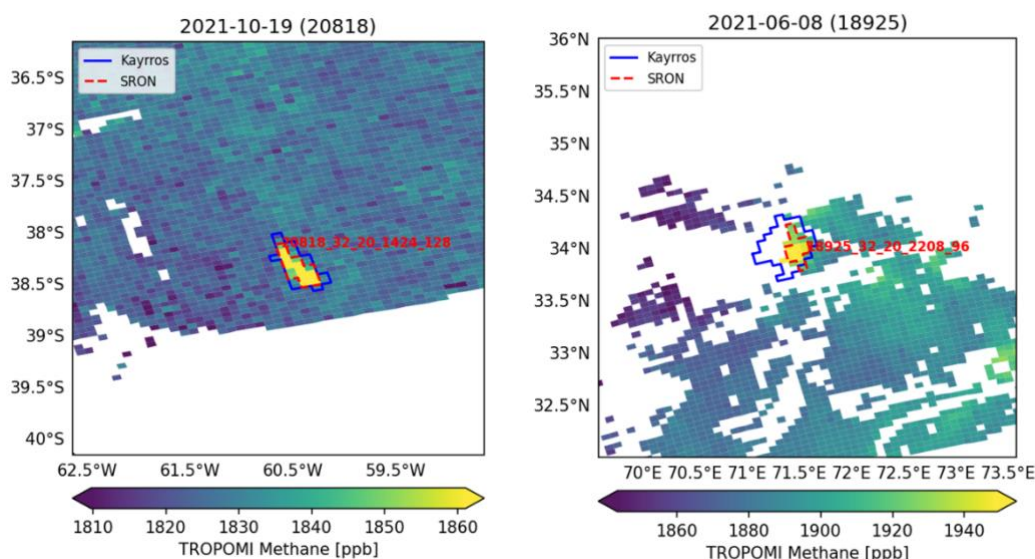 2021-10-19 (20818)
Kayrros
SRON
36.5°S
37°S
37.5°S
38°S
38.5°S
39°S
39.5°S
40°S
20818_32_20_1424_128
62.5°W 61.5°W 60.5°W 59.5°W
1810 1820 1830 1840 1850 1860
TROPOMI Methane [ppb]
2021-06-08 (18925)
Kayrros
SRON
36°N
35.5°N
35°N
34.5°N
34°N
33.5°N
33°N
32.5°N
18925_32_20_2208_96
70°E 70.5°E 71°E 71.5°E 72°E 72.5°E 73°E 73.5°E
1860 1880 1900 1920 1940
TROPOMI Methane [ppb]